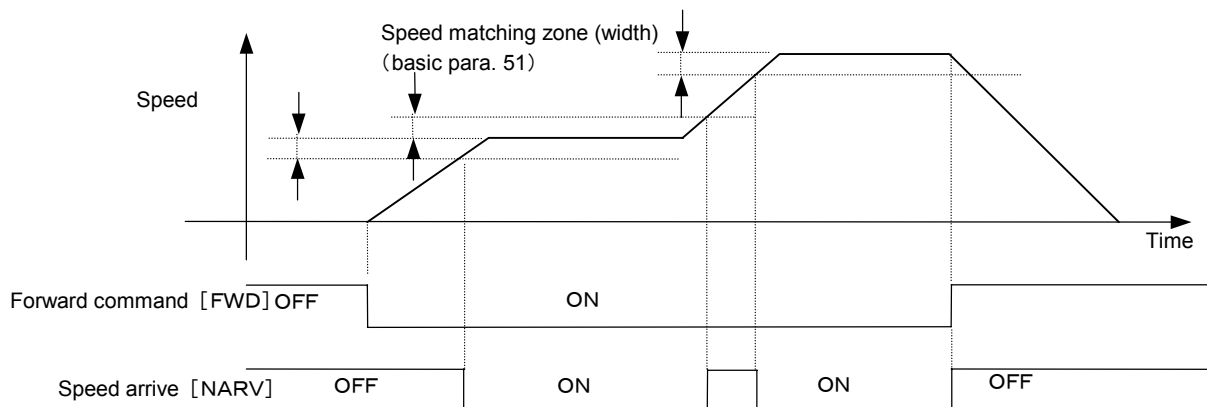 Speed matching zone (width)
（basic para. 51）
Speed
Time
Forward command［FWD］OFF ON
Speed arrive［NARV］ OFF ON ON OFF